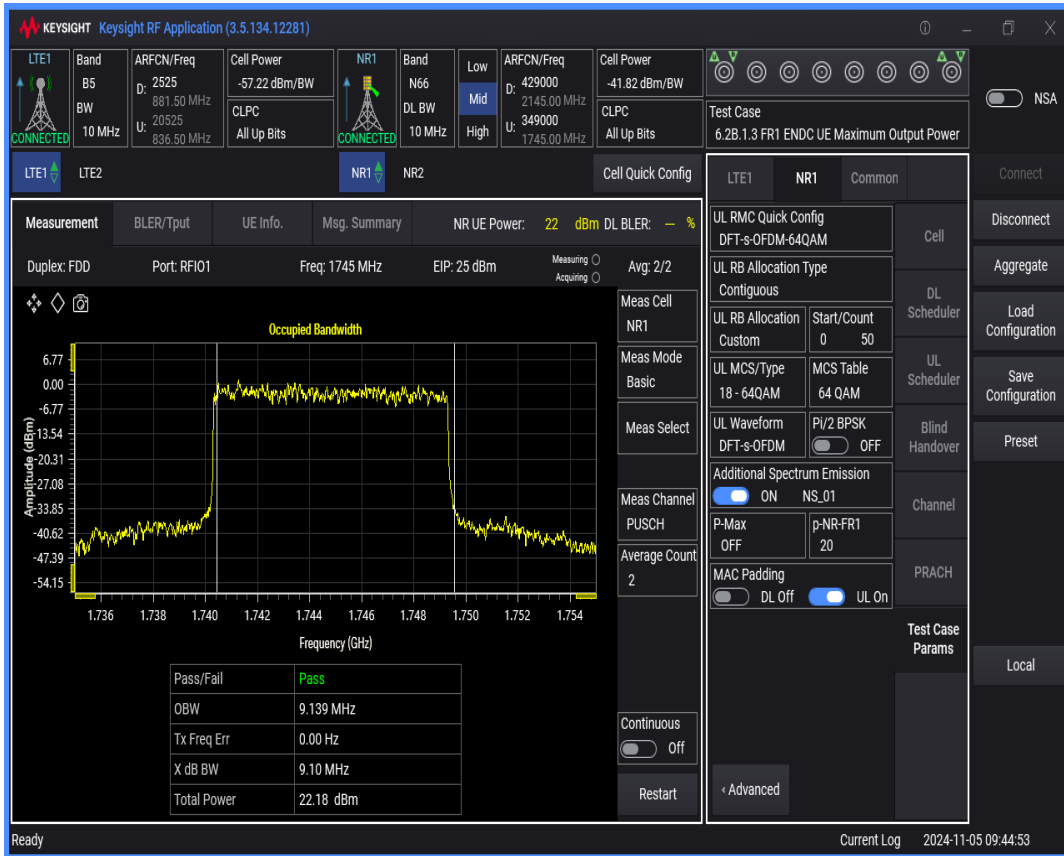 KEYSIGHT Keysight RF Application (3.5.134.12281)
LTE1 Band ARFCN/Freq Cell Power NR1 Band Low ARFCN/Freq Cell Power
B5 D: 2525 -57.22 dBm/BW N66 D: 429000 -41.82 dBm/BW
881.50 MHz 2145.00 MHz
BW U: 20525 CLPC DL BW Mid U: 349000 CLPC
CONNECTED 10 MHz 836.50 MHz All Up Bits CONNECTED 10 MHz High 1745.00 MHz All Up Bits
Test Case
6.2B.1.3 FR1 ENDC UE Maximum Output Power
NSA
LTE1 LTE2 NR1 NR2 Cell Quick Config
Measurement BLER/Tput UE Info. Msg. Summary NR UE Power: 22 dBm DL BLER: -- %
Duplex: FDD Port: RFIO1 Freq: 1745 MHz EIP: 25 dBm Measuring Avg: 2/2
Acquiring
Occupied Bandwidth
Amplitude (dBm)
6.77
0.00
-6.77
-13.54
-20.31
-27.08
-33.85
-40.62
-47.39
-54.15
1.736 1.738 1.740 1.742 1.744 1.746 1.748 1.750 1.752 1.754
Frequency (GHz)
Pass/Fail Pass
OBW 9.139 MHz
Tx Freq Err 0.00 Hz
X dB BW 9.10 MHz
Total Power 22.18 dBm
Meas Cell
NR1
Meas Mode
Basic
Meas Select
Meas Channel
PUSCH
Average Count
2
Continuous
Off
Restart
LTE1 NR1 Common
UL RMC Quick Config
DFT-s-OFDM-64QAM
UL RB Allocation Type
Contiguous
UL RB Allocation Start/Count
Custom 0 50
UL MCS/Type MCS Table
18 - 64QAM 64 QAM
UL Waveform Pi/2 BPSK
DFT-s-OFDM OFF
Additional Spectrum Emission
ON NS_01
P-Max p-NR-FR1
OFF 20
MAC Padding
DL Off UL On
‹ Advanced
Cell
DL
Scheduler
UL
Scheduler
Blind
Handover
Channel
PRACH
Test Case
Params
Connect
Disconnect
Aggregate
Load
Configuration
Save
Configuration
Preset
Local
Ready Current Log 2024-11-05 09:44:53